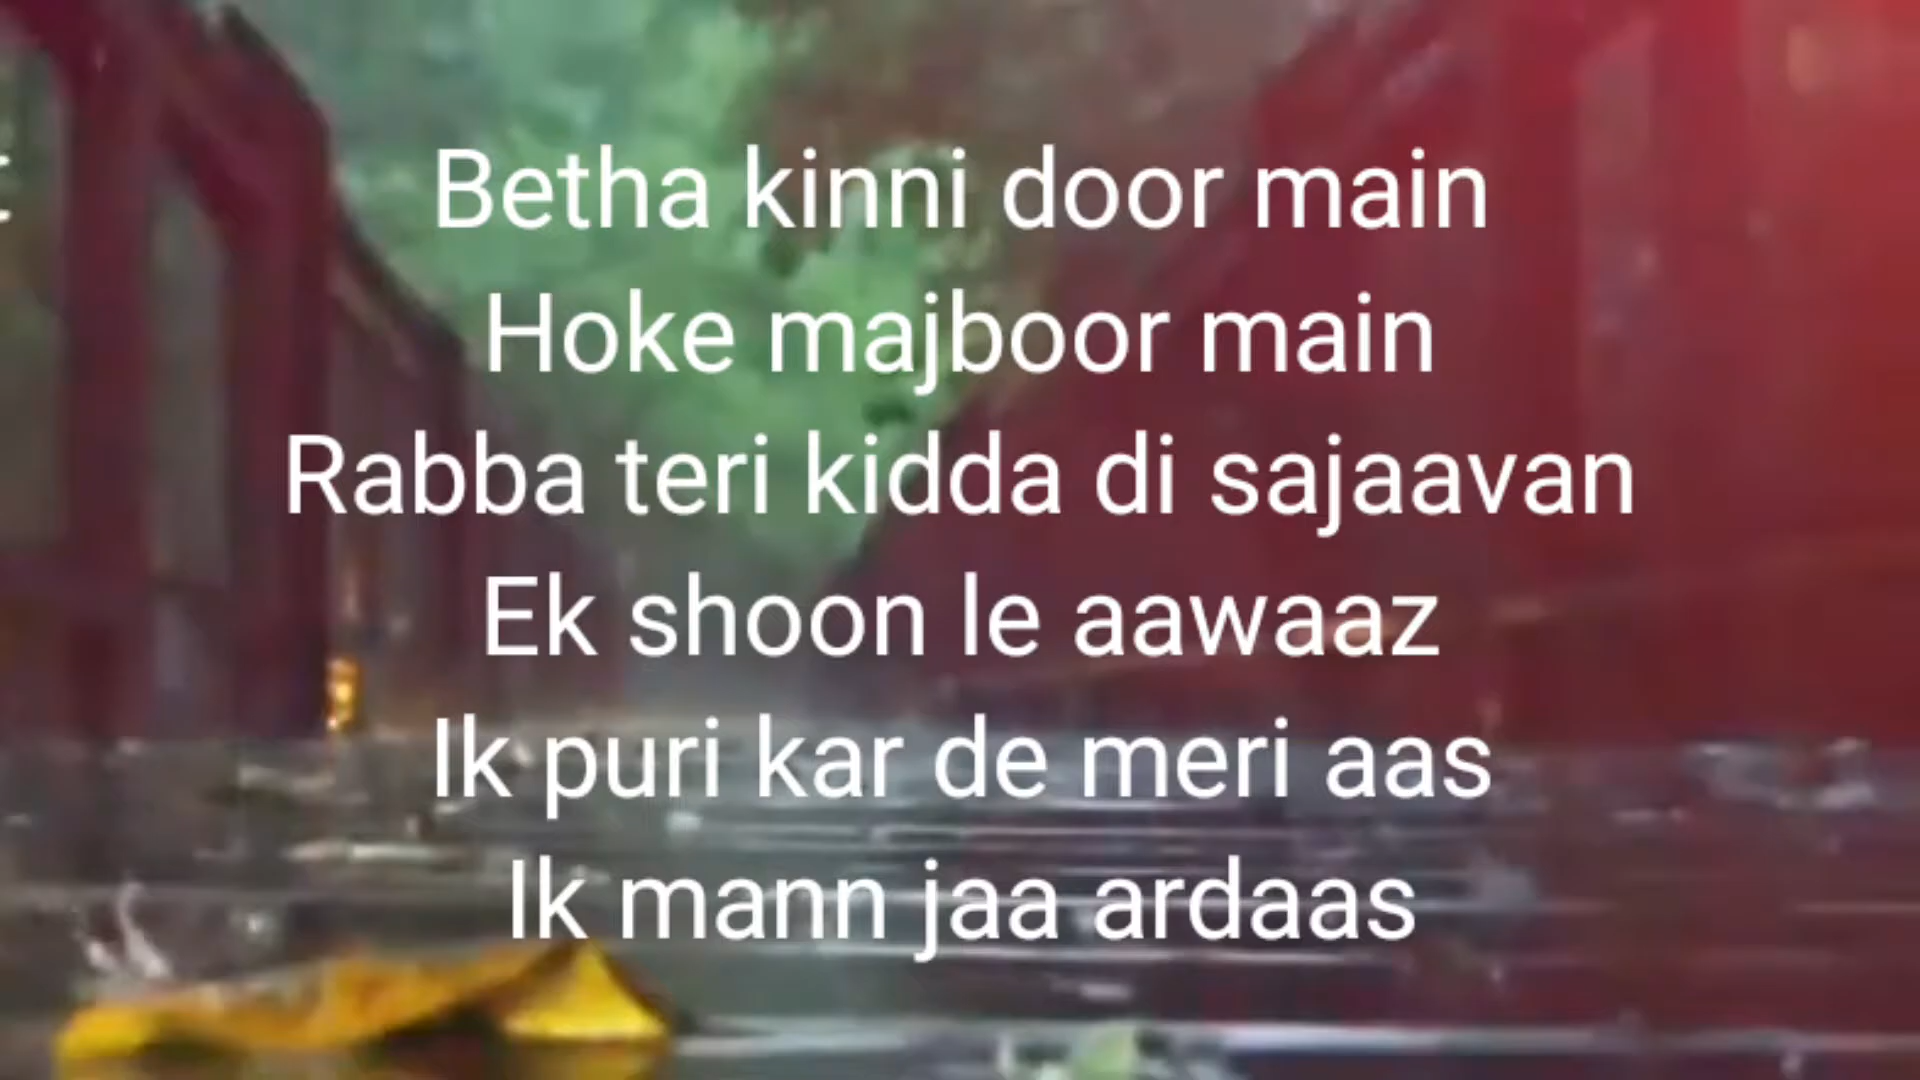 Betha kinni door main
Hoke majboor main
Rabba teri kidda di sajaavan
Ek shoon le aawaaz
Ik puri kar de meri aas
Ik mann jaa ardaas